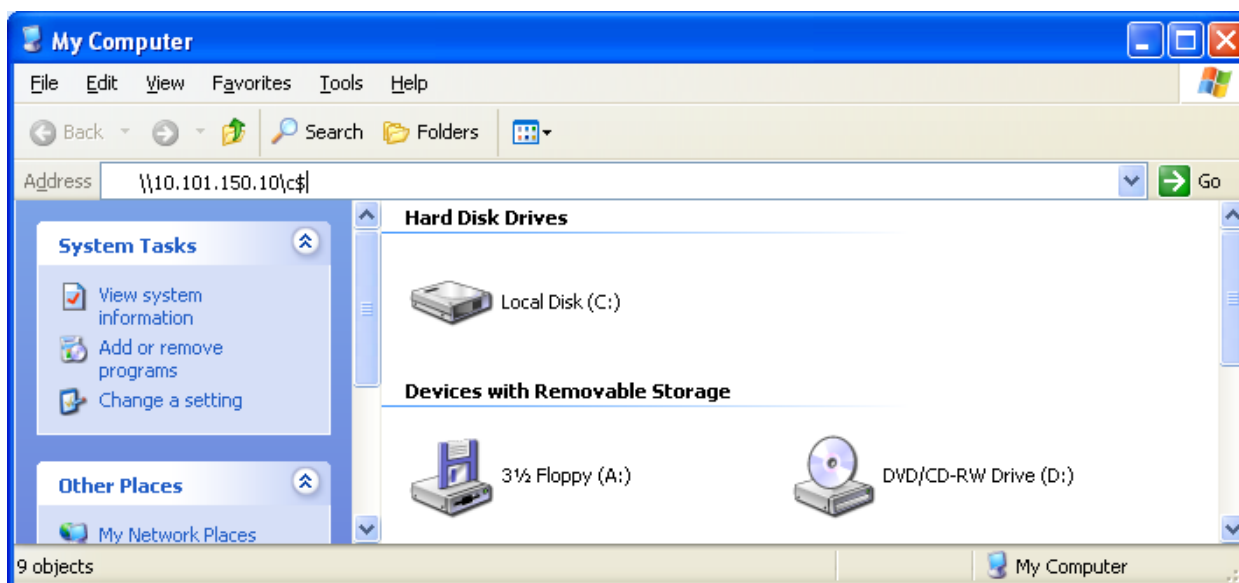 My Computer
File Edit View Favorites Tools Help
Back Search Folders
Address \\10.101.150.10\c$ Go
System Tasks
View system
information
Add or remove
programs
Change a setting
Other Places
My Network Places
Hard Disk Drives
Local Disk (C:)
Devices with Removable Storage
3½ Floppy (A:) DVD/CD-RW Drive (D:)
9 objects My Computer